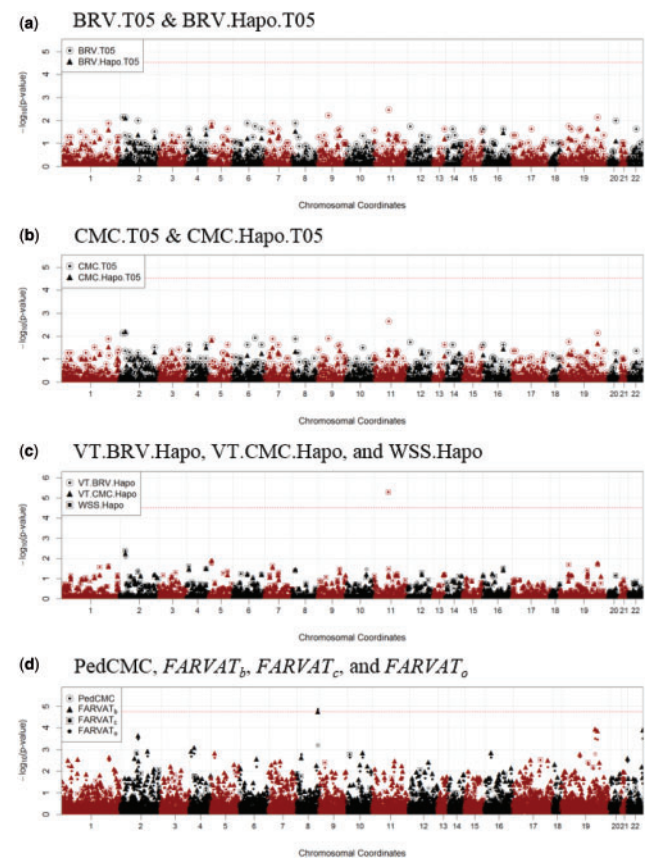 (a) BRV.T05 & BRV.Hapo.T05
BRV.T05
BRV.Hapo.T05
−log10(p-value)
5
4
3
2
1
0
1 2 3 4 5 6 7 8 9 10 11 12 13 14 15 16 17 18 19 20 21 22
Chromosomal Coordinates
(b) CMC.T05 & CMC.Hapo.T05
CMC.T05
CMC.Hapo.T05
−log10(p-value)
5
4
3
2
1
0
1 2 3 4 5 6 7 8 9 10 11 12 13 14 15 16 17 18 19 20 21 22
Chromosomal Coordinates
(c) VT.BRV.Hapo, VT.CMC.Hapo, and WSS.Hapo
VT.BRV.Hapo
VT.CMC.Hapo
WSS.Hapo
−log10(p-value)
6
5
4
3
2
1
0
1 2 3 4 5 6 7 8 9 10 11 12 13 14 15 16 17 18 19 20 21 22
Chromosomal Coordinates
(d) PedCMC, FARVATb, FARVATc, and FARVATo
PedCMC
FARVATb
FARVATc
FARVATo
−log10(p-value)
5
4
3
2
1
0
1 2 3 4 5 6 7 8 9 10 11 12 13 14 15 16 17 18 19 20 21 22
Chromosomal Coordinates